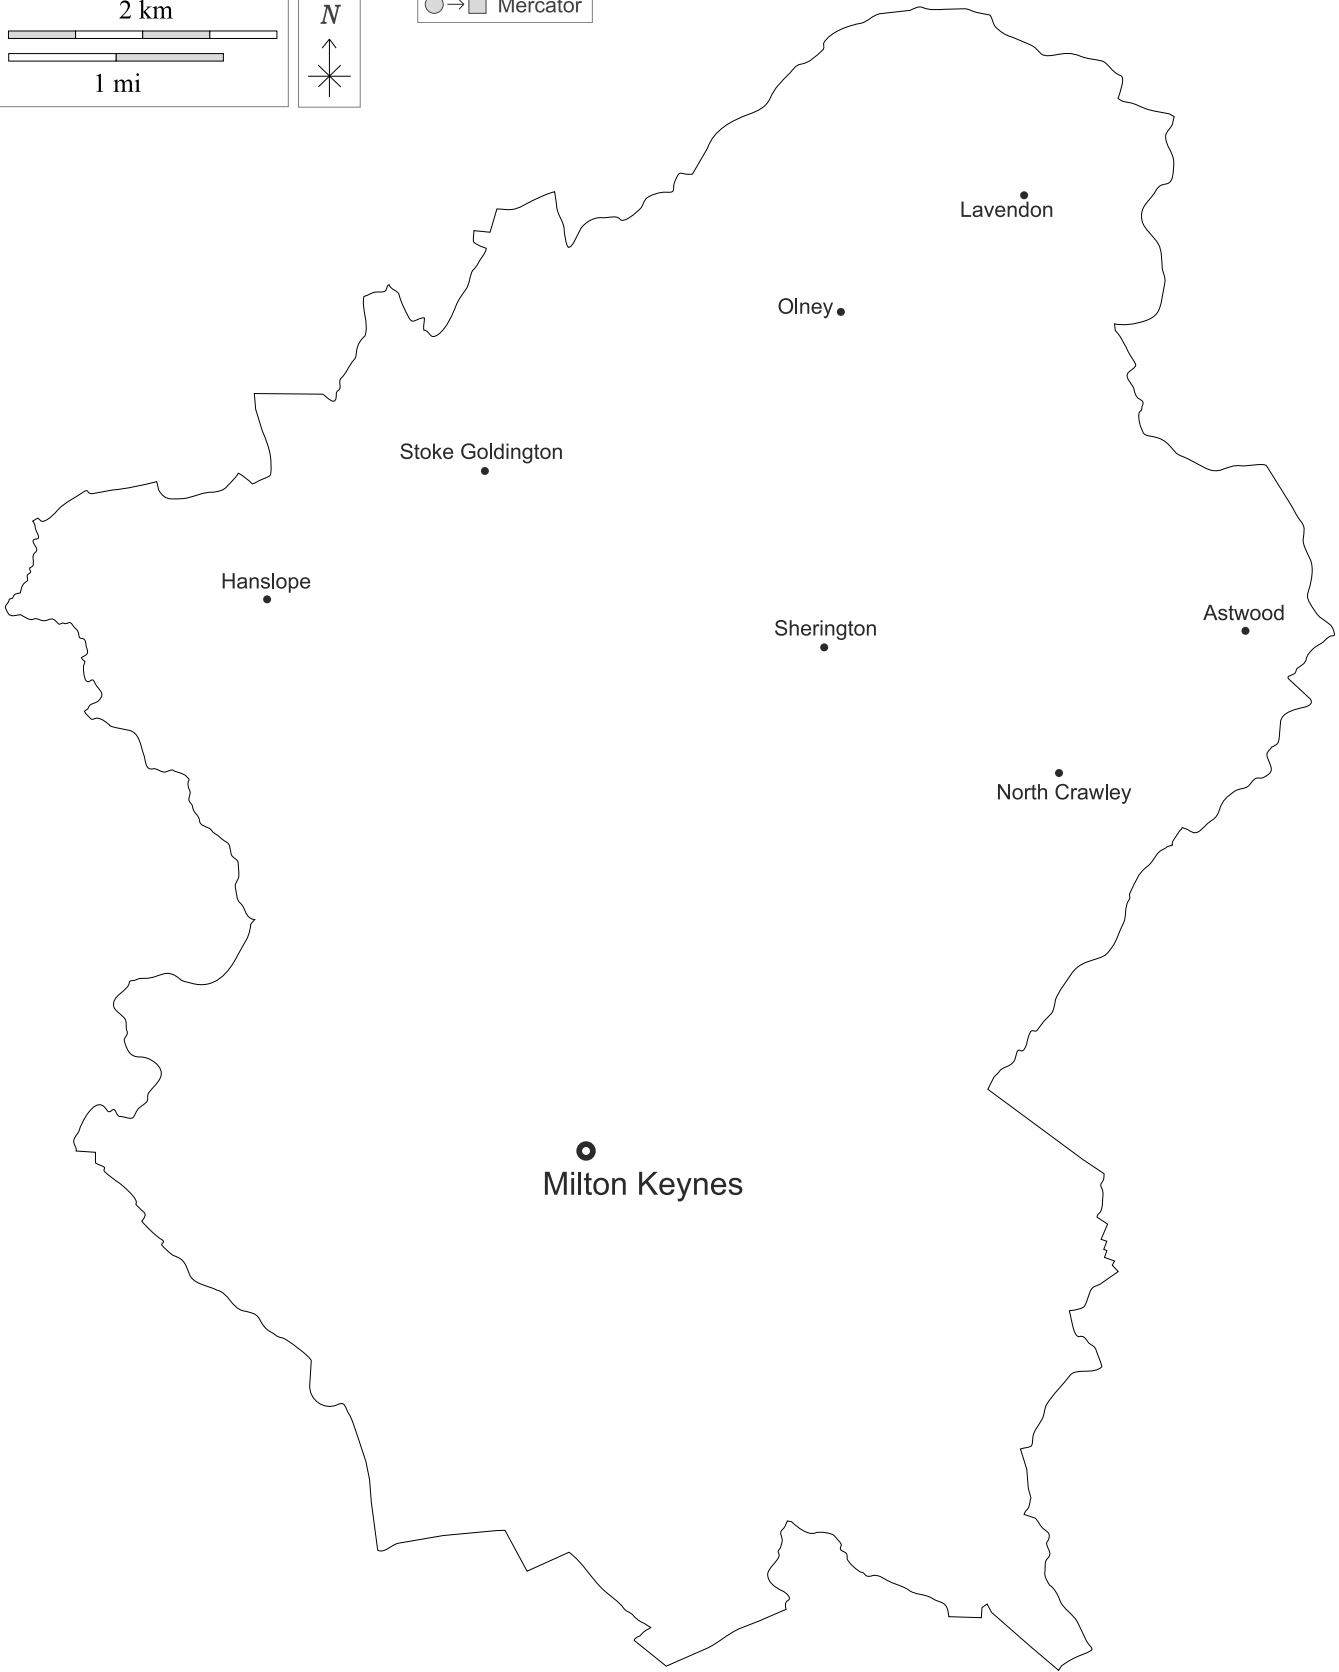 2 km
1 mi
N
Mercator
Lavendon
Olney
Stoke Goldington
Hanslope
Astwood
Sherington
North Crawley
Milton Keynes